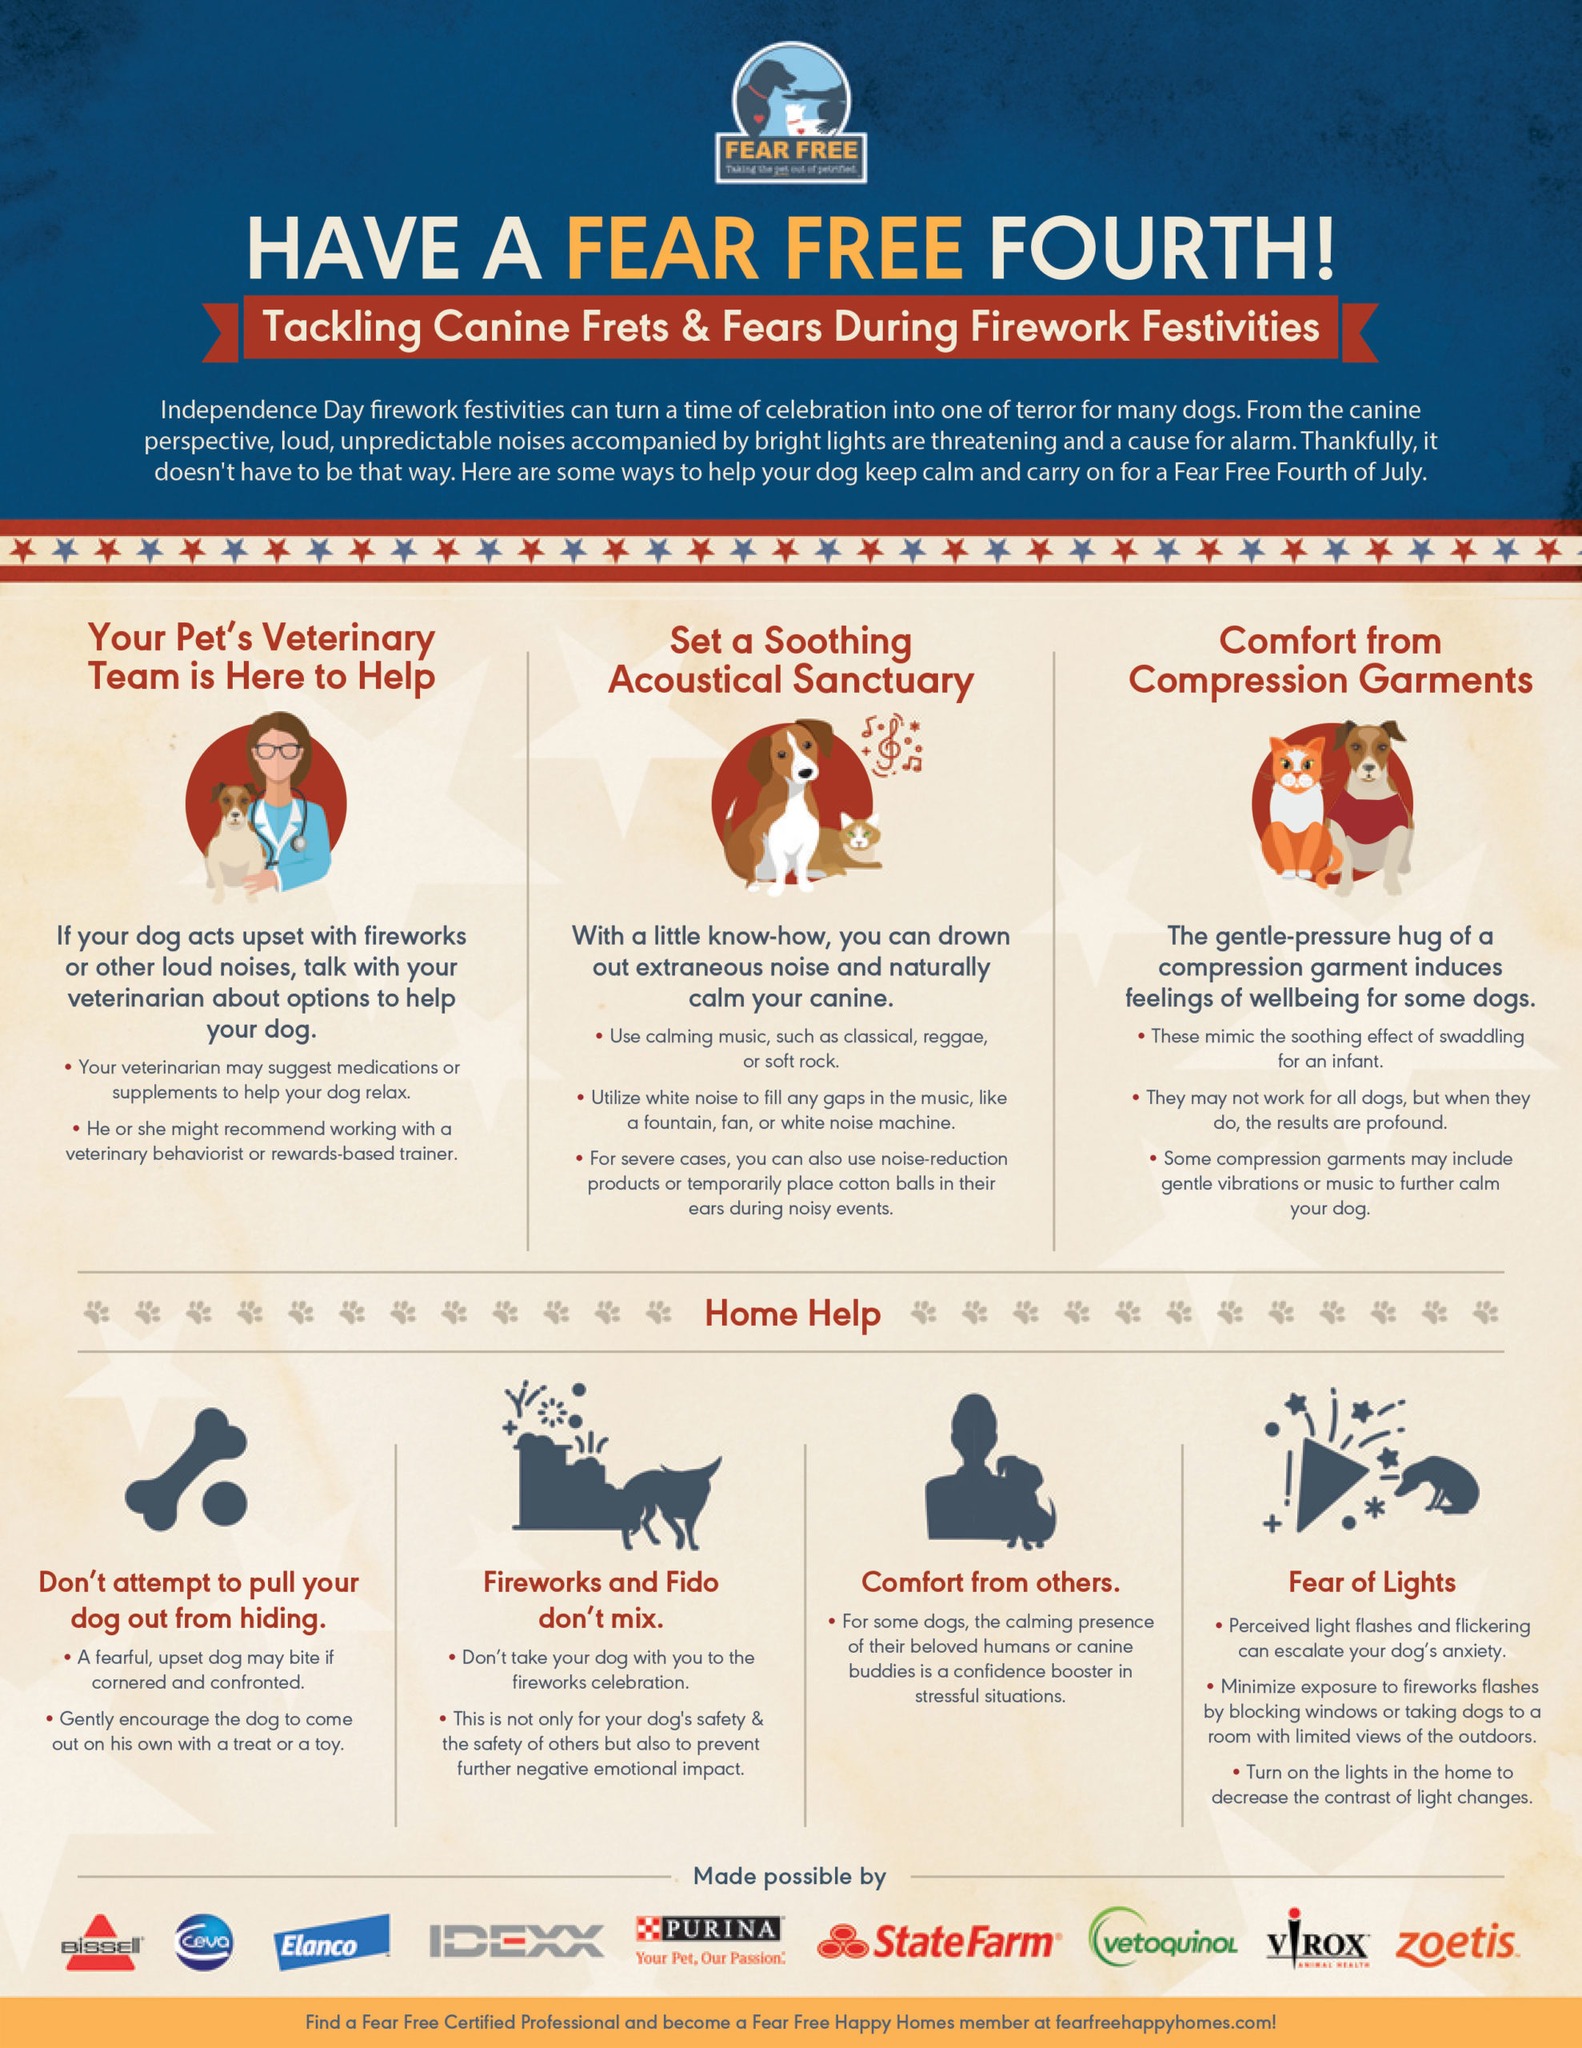 FEAR FREE
Taking the pet out of petrified.
HAVE A FEAR FREE FOURTH!
Tackling Canine Frets & Fears During Firework Festivities
Independence Day firework festivities can turn a time of celebration into one of terror for many dogs. From the canine
perspective, loud, unpredictable noises accompanied by bright lights are threatening and a cause for alarm. Thankfully, it
doesn't have to be that way. Here are some ways to help your dog keep calm and carry on for a Fear Free Fourth of July.
Your Pet's Veterinary
Team is Here to Help
If your dog acts upset with fireworks
or other loud noises, talk with your
veterinarian about options to help
your dog.
• Your veterinarian may suggest medications or
supplements to help your dog relax.
• He or she might recommend working with a
veterinary behaviorist or rewards-based trainer.
Set a Soothing
Acoustical Sanctuary
With a little know-how, you can drown
out extraneous noise and naturally
calm your canine.
• Use calming music, such as classical, reggae,
or soft rock.
• Utilize white noise to fill any gaps in the music, like
a fountain, fan, or white noise machine.
• For severe cases, you can also use noise-reduction
products or temporarily place cotton balls in their
ears during noisy events.
Comfort from
Compression Garments
The gentle-pressure hug of a
compression garment induces
feelings of wellbeing for some dogs.
• These mimic the soothing effect of swaddling
for an infant.
• They may not work for all dogs, but when they
do, the results are profound.
• Some compression garments may include
gentle vibrations or music to further calm
your dog.
Home Help
Don't attempt to pull your
dog out from hiding.
• A fearful, upset dog may bite if
cornered and confronted.
• Gently encourage the dog to come
out on his own with a treat or a toy.
Fireworks and Fido
don't mix.
• Don't take your dog with you to the
fireworks celebration.
• This is not only for your dog's safety &
the safety of others but also to prevent
further negative emotional impact.
Comfort from others.
• For some dogs, the calming presence
of their beloved humans or canine
buddies is a confidence booster in
stressful situations.
Fear of Lights
• Perceived light flashes and flickering
can escalate your dog's anxiety.
• Minimize exposure to fireworks flashes
by blocking windows or taking dogs to a
room with limited views of the outdoors.
• Turn on the lights in the home to
decrease the contrast of light changes.
Made possible by
BISSELL
Ceva
Elanco
IDEXX
PURINA
Your Pet, Our Passion.
StateFarm
vetoquinol
VIROX
ANIMAL HEALTH
zoetis
Find a Fear Free Certified Professional and become a Fear Free Happy Homes member at fearfreehappyhomes.com!